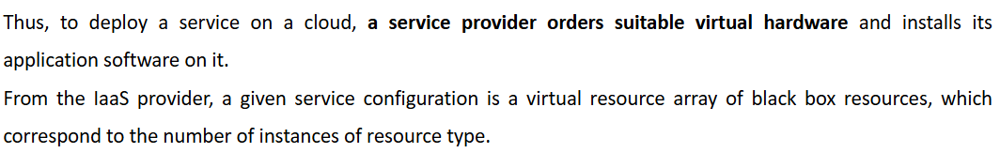 Thus, to deploy a service on a cloud, a service provider orders suitable virtual hardware and installs its
application software on it.
From the IaaS provider, a given service configuration is a virtual resource array of black box resources, which
correspond to the number of instances of resource type.